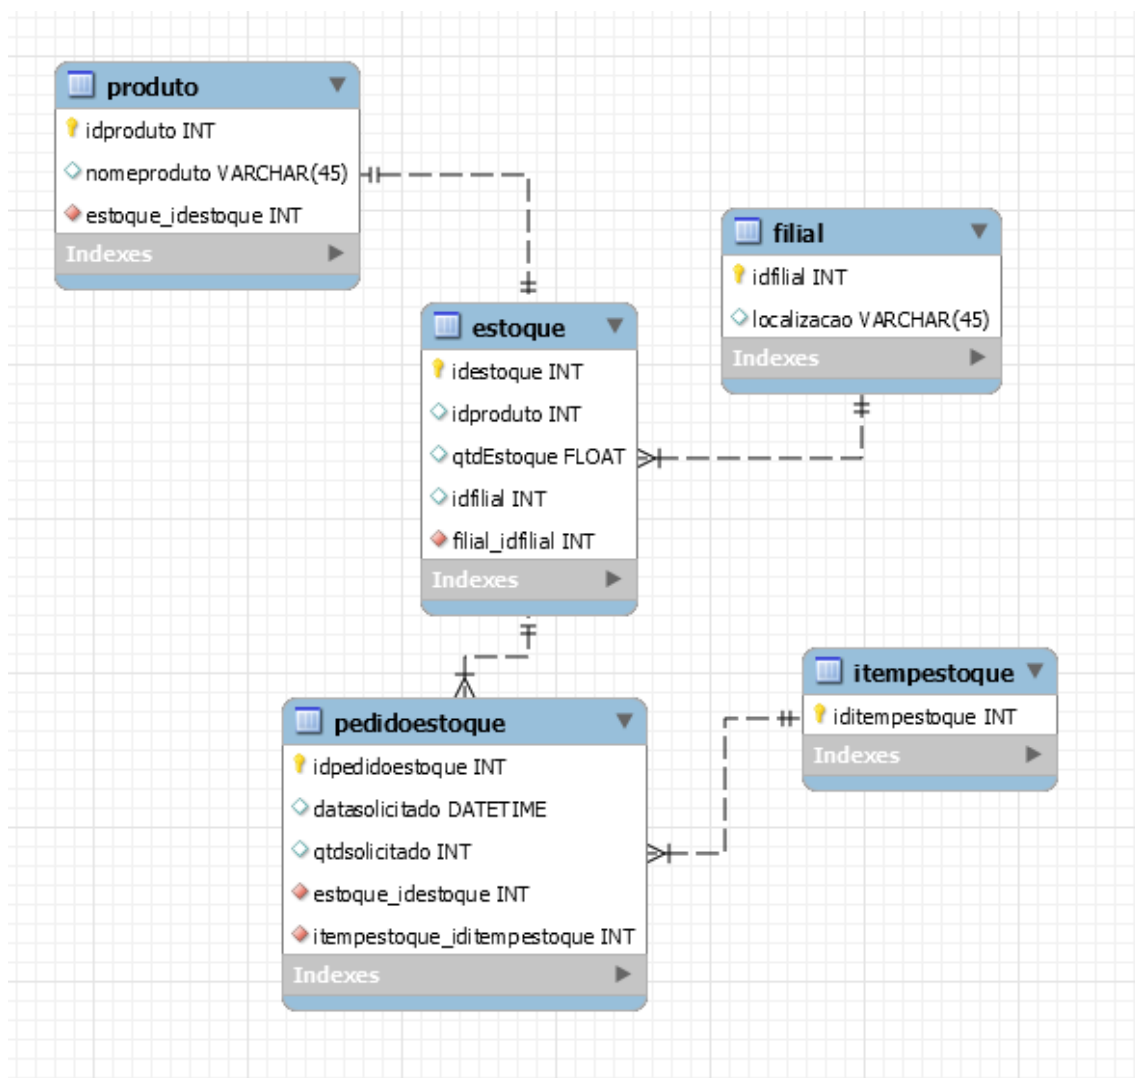 produto
idproduto INT
nomeproduto VARCHAR(45)
estoque_idestoque INT
Indexes
filial
idfilial INT
localizacao VARCHAR(45)
Indexes
estoque
idestoque INT
idproduto INT
qtdEstoque FLOAT
idfilial INT
filial_idfilial INT
Indexes
itempestoque
iditempestoque INT
Indexes
pedidoestoque
idpedidoestoque INT
datasolicitado DATETIME
qtdsolicitado INT
estoque_idestoque INT
itempestoque_iditempestoque INT
Indexes